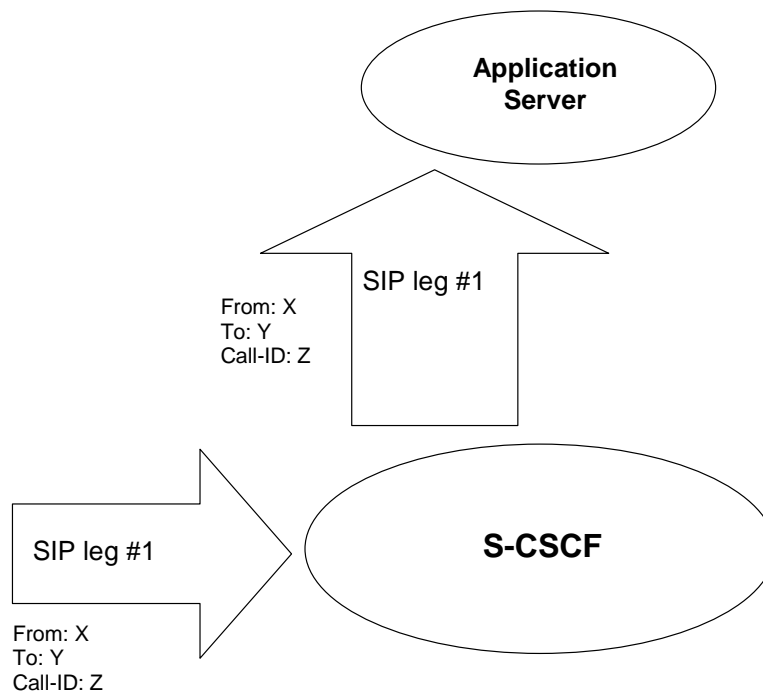 Application
Server
SIP leg #1
From: X
To: Y
Call-ID: Z
S-CSCF
SIP leg #1
From: X
To: Y
Call-ID: Z